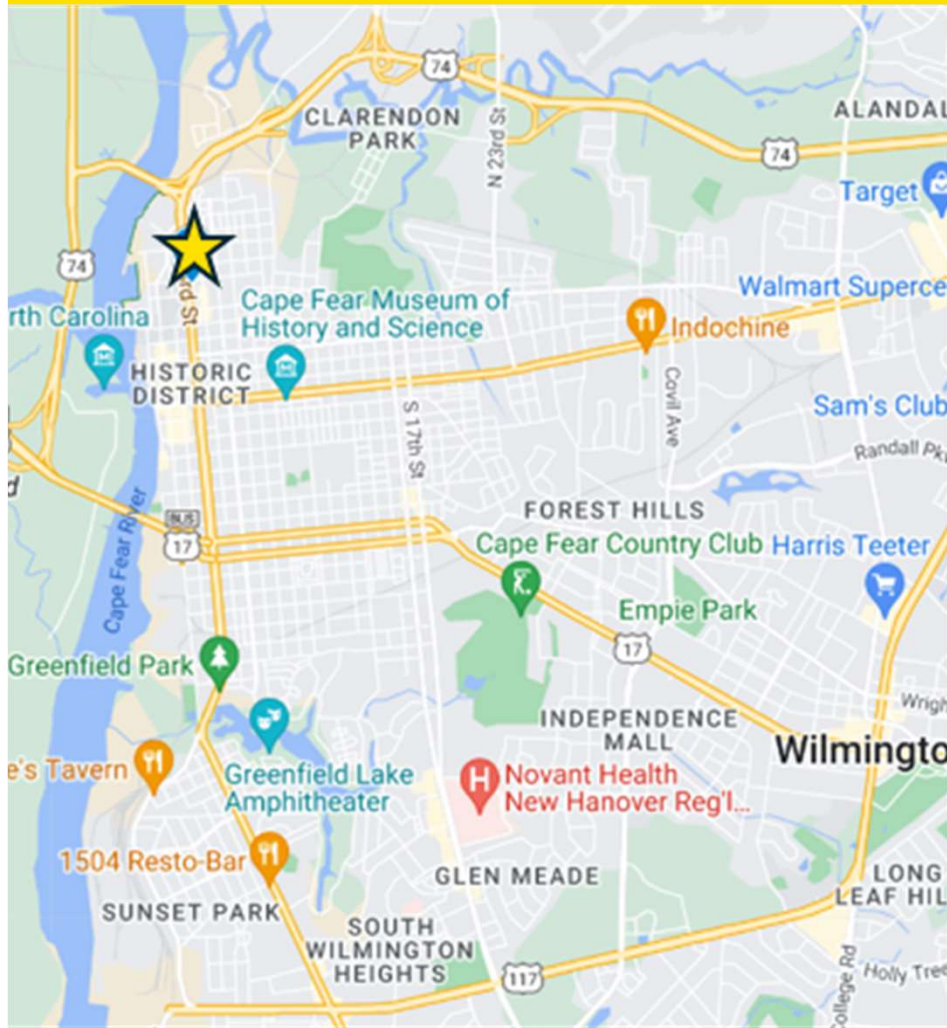 74
CLARENDON
PARK
N 23rd St
ALANDAL
74
Target
74
rd St
Cape Fear Museum of
History and Science
Walmart Superce
rth Carolina
Indochine
HISTORIC
DISTRICT
Covil Ave
S 17th St
Sam's Club
Randall Pk
d
Cape Fear River
FOREST HILLS
BUS
17
Cape Fear Country Club
Harris Teeter
Empie Park
17
Greenfield Park
Wrigh
INDEPENDENCE
MALL
Wilmingto
e's Tavern
Greenfield Lake
Amphitheater
H
Novant Health
New Hanover Reg'l...
1504 Resto-Bar
GLEN MEADE
LONG
LEAF HIL
SUNSET PARK
SOUTH
WILMINGTON
HEIGHTS
117
College Rd
Holly Tree